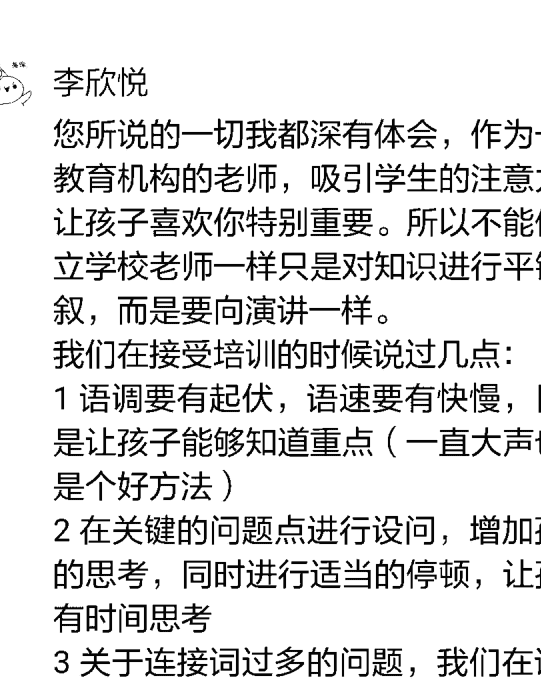 李欣悦
您所说的一切我都深有体会，作为
教育机构的老师，吸引学生的注意
让孩子喜欢你特别重要。所以不能
立学校老师一样只是对知识进行平
叙，而是要向演讲一样。
我们在接受培训的时候说过几点：
1 语调要有起伏，语速要有快慢，
是让孩子能够知道重点（一直大声
是个好方法）
2 在关键的问题点进行设问，增加
的思考，同时进行适当的停顿，让
有时间思考
3 关于连接词过多的问题，我们在